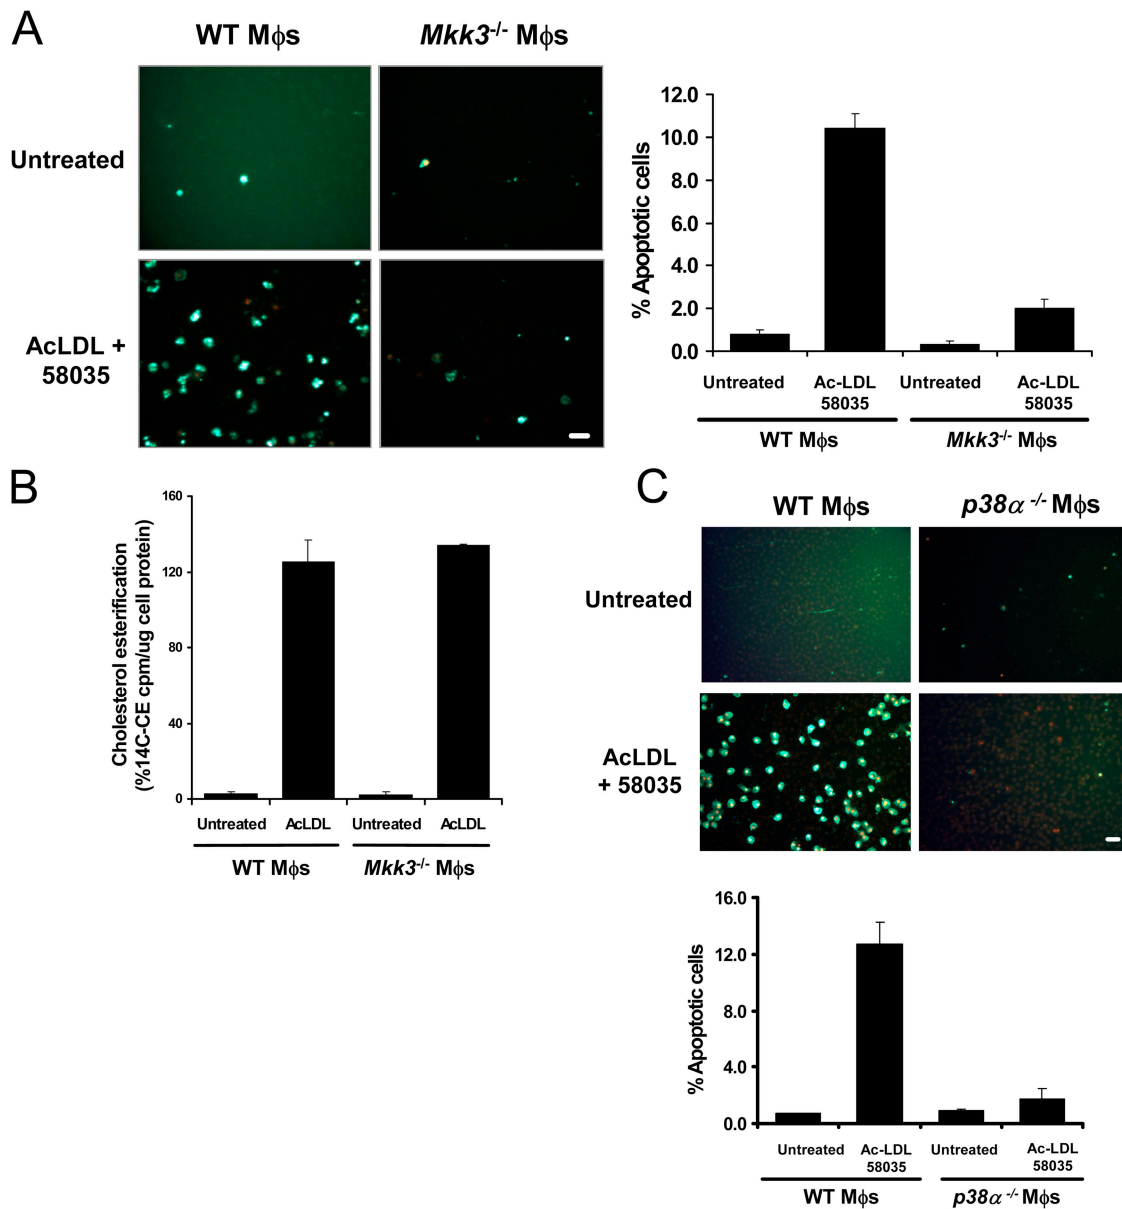 A
WT Mϕs
Mkk3-/- Mϕs
Untreated
AcLDL +
58035
% Apoptotic cells
12.0
10.0
8.0
6.0
4.0
2.0
0.0
Untreated
Ac-LDL
58035
Untreated
Ac-LDL
58035
WT Mϕs
Mkk3-/- Mϕs
B
Cholesterol esterification
(%14C-CE cpm/ug cell protein)
160
120
80
40
0
Untreated
AcLDL
Untreated
AcLDL
WT Mϕs
Mkk3-/- Mϕs
C
WT Mϕs
p38α -/- Mϕs
Untreated
AcLDL
+ 58035
% Apoptotic cells
16.0
12.0
8.0
4.0
0.0
Untreated
Ac-LDL
58035
Untreated
Ac-LDL
58035
WT Mϕs
p38α -/- Mϕs